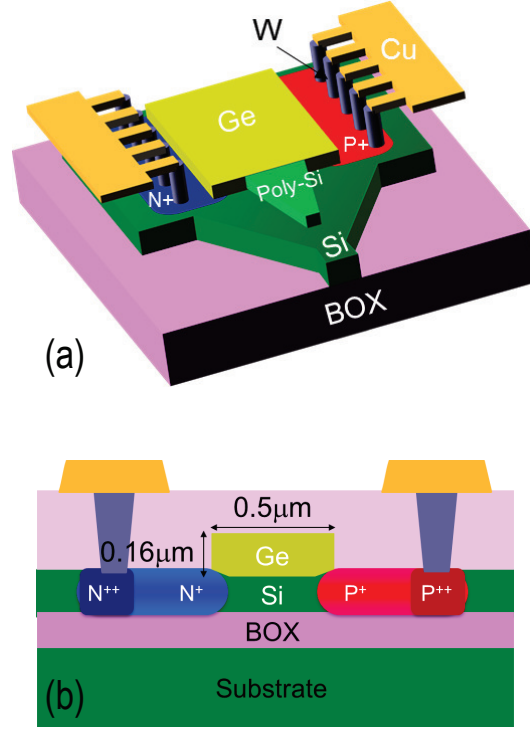 W
Cu
Ge
P+
Poly-Si
N+
Si
BOX
(a)
0.5μm
0.16μm
Ge
N++ N+ Si P+ P++
BOX
Substrate
(b)